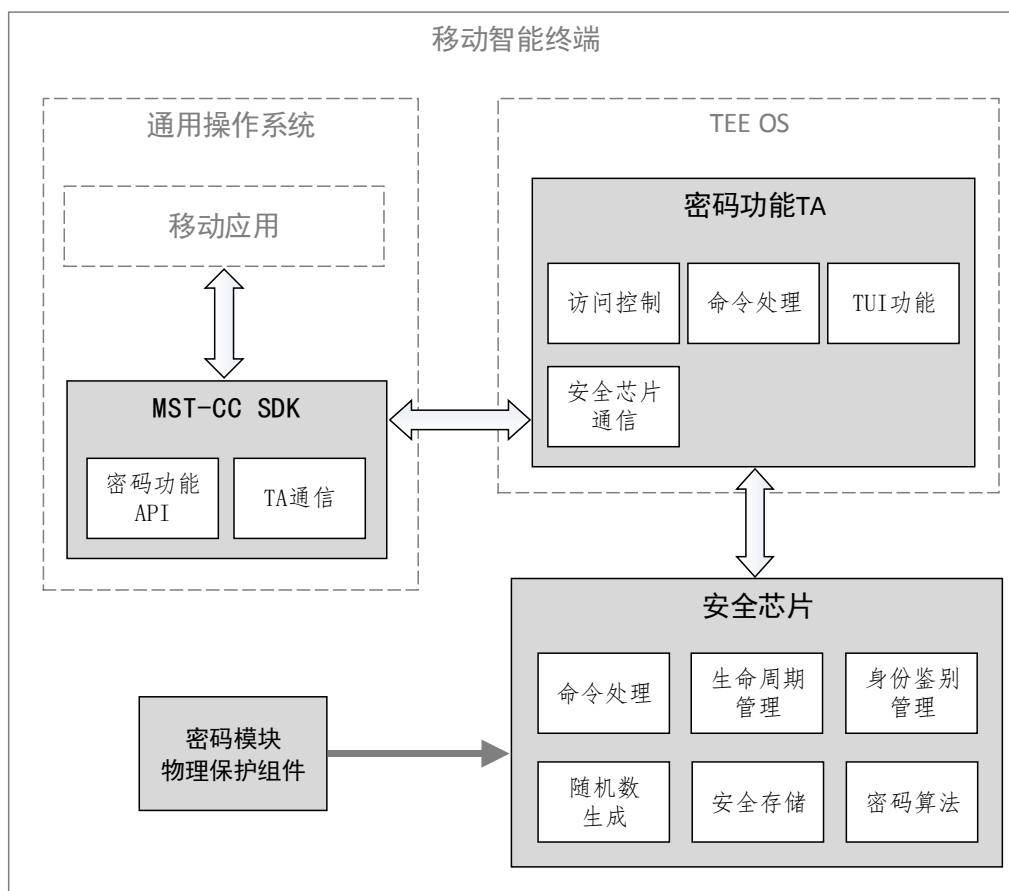 移动智能终端
通用操作系统
移动应用
MST-CC SDK
密码功能
API
TA通信
TEE OS
密码功能TA
访问控制
命令处理
TUI功能
安全芯片
通信
安全芯片
命令处理
生命周期
管理
身份鉴别
管理
随机数
生成
安全存储
密码算法
密码模块
物理保护组件